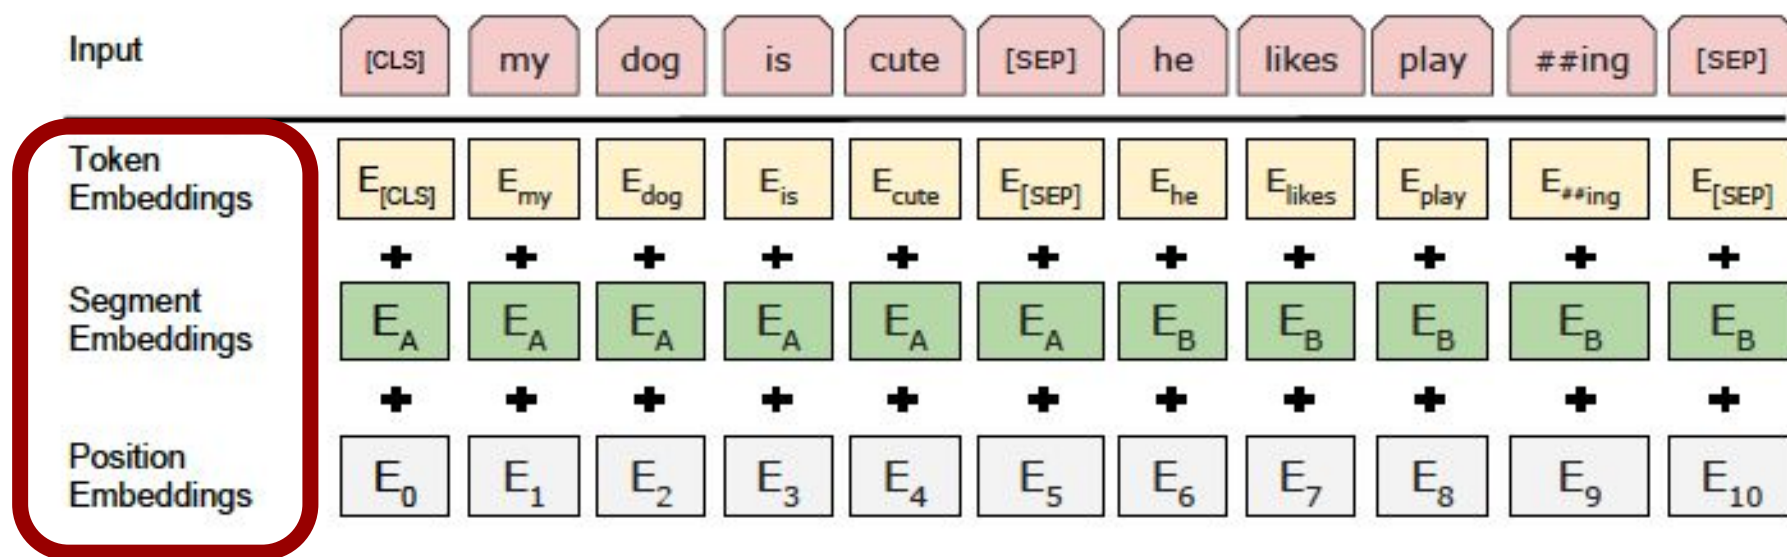 Input [CLS] my dog is cute [SEP] he likes play ##ing [SEP]
Token
Embeddings
E[CLS] Emy Edog Eis Ecute E[SEP] Ehe Elikes Eplay E##ing E[SEP]
+ + + + + + + + + + +
Segment
Embeddings
EA EA EA EA EA EA EB EB EB EB EB
+ + + + + + + + + + +
Position
Embeddings
E0 E1 E2 E3 E4 E5 E6 E7 E8 E9 E10